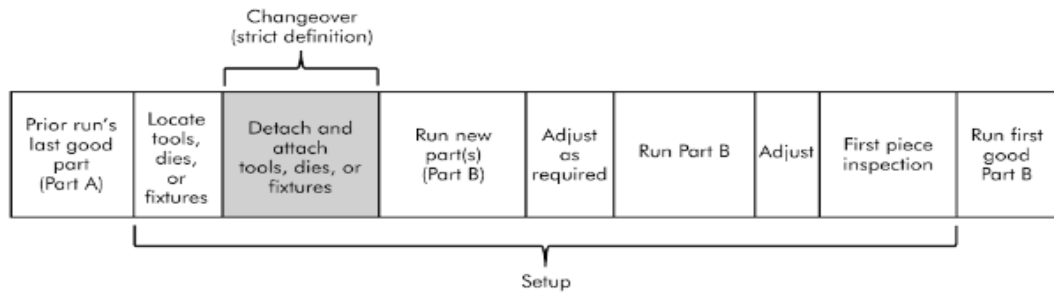 Changeover
(strict definition)
Prior run's
last good
part
(Part A)
Locate
tools,
dies,
or
fixtures
Detach and
attach
tools, dies, or
fixtures
Run new
part(s)
(Part B)
Adjust
as
required
Run Part B
Adjust
First piece
inspection
Run first
good
Part B
Setup